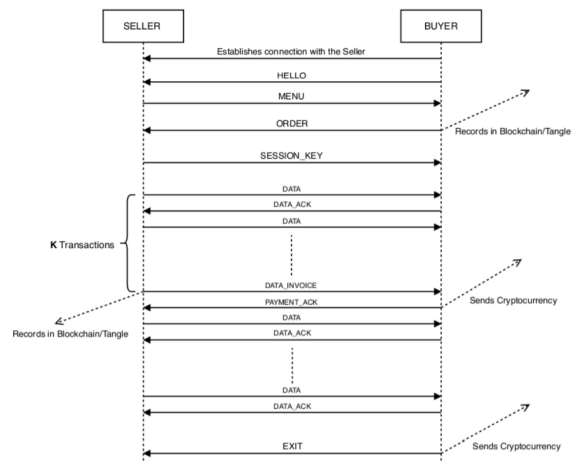 SELLER
BUYER
Establishes connection with the Seller
HELLO
MENU
ORDER
Records in Blockchain/Tangle
SESSION_KEY
DATA
DATA_ACK
DATA
K Transactions
DATA_INVOICE
PAYMENT_ACK
Sends Cryptocurrency
DATA
Records in Blockchain/Tangle
DATA_ACK
DATA
DATA_ACK
EXIT
Sends Cryptocurrency